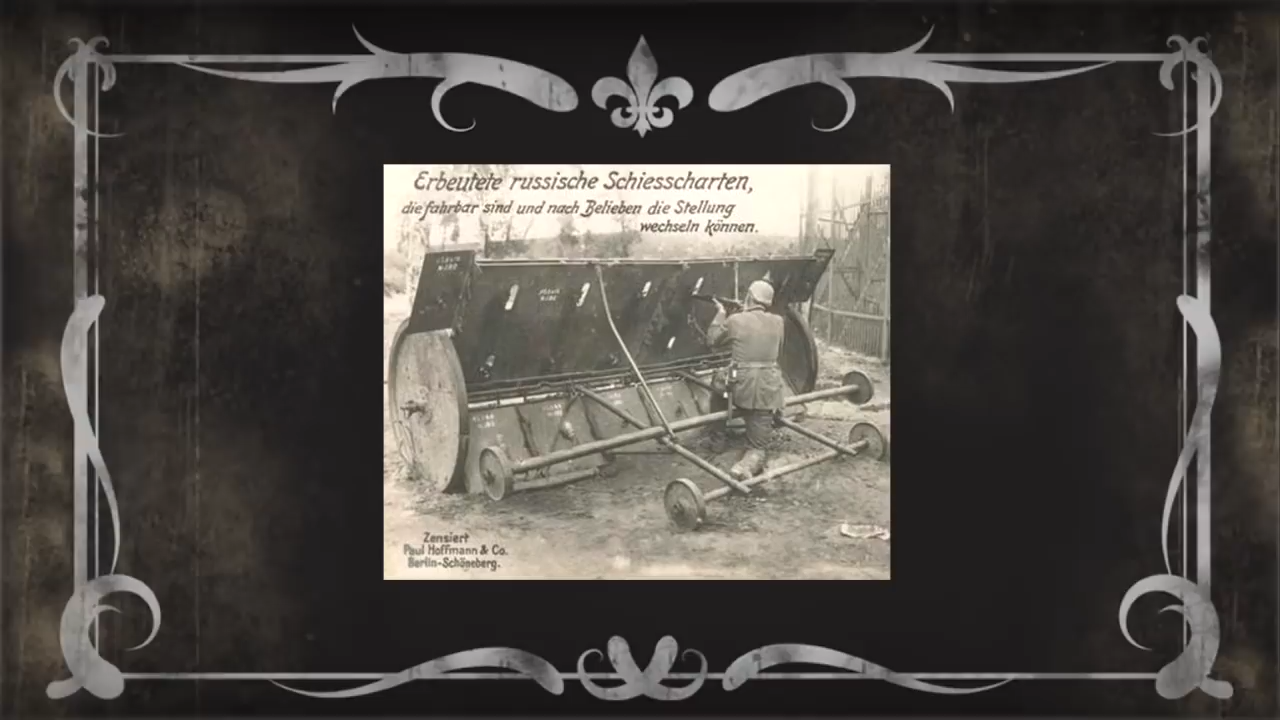 Erbeutete russische Schiesscharten,
die fahrbar sind und nach Belieben die Stellung
wechseln können.
Zensiert
Paul Hoffmann & Co.
Berlin-Schöneberg.